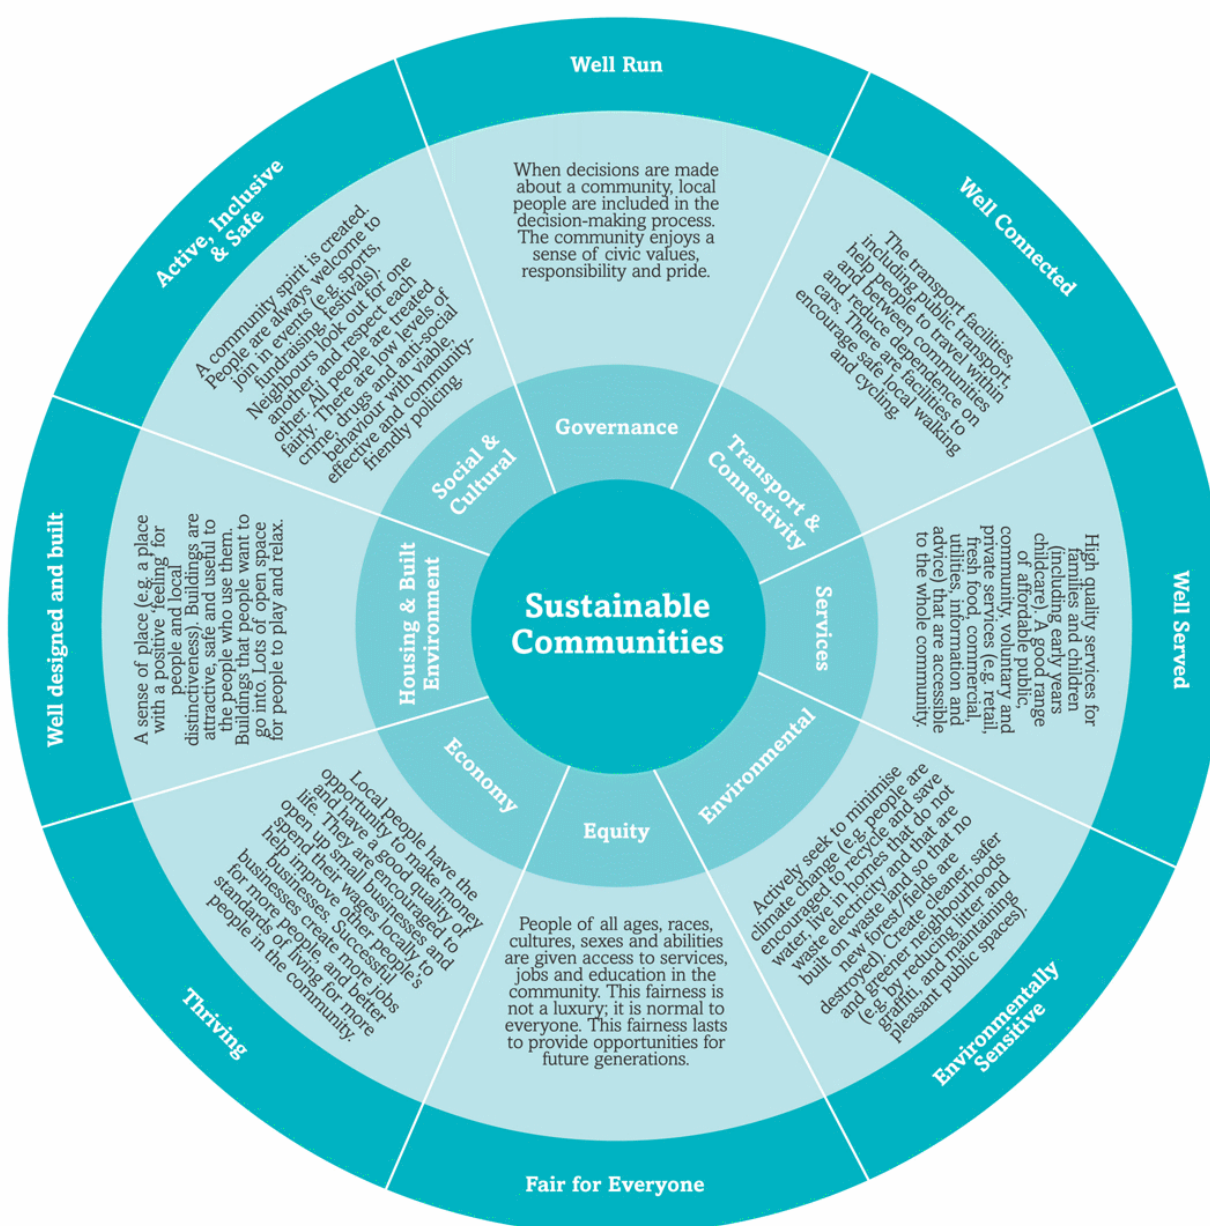 Sustainable
Communities
Well Run
When decisions are made
about a community, local
people are included in the
decision-making process.
The community enjoys a
sense of civic values,
responsibility and pride.
Governance
Well Connected
The transport facilities,
including public transport,
help people to travel within
and between communities
and reduce dependence on
cars. There are facilities to
encourage safe local walking
and cycling.
Transport &
Connectivity
Well Served
High quality services for
families and children
(including early years
childcare). A good range
of affordable public,
community, voluntary and
private services (e.g. retail,
fresh food, commercial,
utilities, information and
advice) that are accessible
to the whole community.
Services
Environmentally
Sensitive
Actively seek to minimise
climate change (e.g. people are
encouraged to recycle and save
water, live in homes that do not
waste electricity and that are
built on waste land so that no
new forest/fields are
destroyed). Create cleaner, safer
and greener neighbourhoods
(e.g. by reducing litter and
graffiti, and maintaining
pleasant public spaces).
Environmental
Fair for Everyone
People of all ages, races,
cultures, sexes and abilities
are given access to services,
jobs and education in the
community. This fairness is
not a luxury; it is normal to
everyone. This fairness lasts
to provide opportunities for
future generations.
Equity
Thriving
Local people have the
opportunity to make money
and have a good quality of
life. They are encouraged to
open up small businesses and
spend their wages locally to
help improve other people's
businesses. Successful
businesses create more jobs
for more people, and better
standards of living for more
people in the community.
Economy
Well designed and built
A sense of place (e.g. a place
with a positive 'feeling' for
people and local
distinctiveness). Buildings are
attractive, safe and useful to
the people who use them.
Buildings that people want to
go into. Lots of open space
for people to play and relax.
Housing & Built
Environment
Active, Inclusive
& Safe
A community spirit is created.
People are always welcome to
join in events (e.g. sports,
fundraising, festivals).
Neighbours look out for one
another, and respect each
other. All people are treated
fairly. There are low levels of
crime, drugs and anti-social
behaviour with viable,
effective and community-
friendly policing.
Social &
Cultural